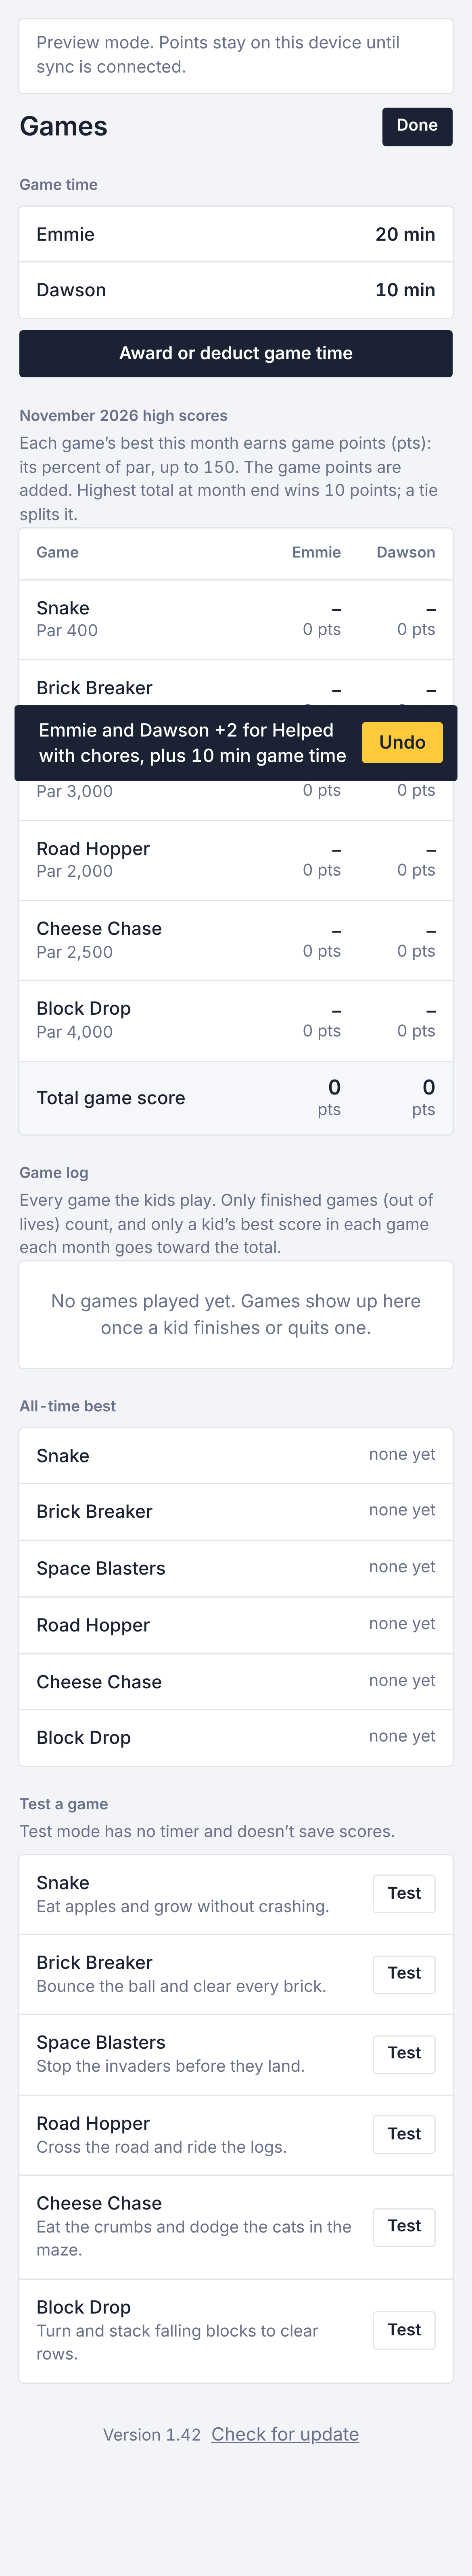 Preview mode. Points stay on this device until
sync is connected.
Games
Done
Game time
Emmie 20 min
Dawson 10 min
Award or deduct game time
November 2026 high scores
Each game’s best this month earns game points (pts):
its percent of par, up to 150. The game points are
added. Highest total at month end wins 10 points; a tie
splits it.
Game Emmie Dawson
Snake – –
Par 400 0 pts 0 pts
Brick Breaker – –
Emmie and Dawson +2 for Helped
with chores, plus 10 min game time
Undo
Par 3,000 0 pts 0 pts
Road Hopper – –
Par 2,000 0 pts 0 pts
Cheese Chase – –
Par 2,500 0 pts 0 pts
Block Drop – –
Par 4,000 0 pts 0 pts
Total game score 0 pts 0 pts
Game log
Every game the kids play. Only finished games (out of
lives) count, and only a kid’s best score in each game
each month goes toward the total.
No games played yet. Games show up here
once a kid finishes or quits one.
All-time best
Snake none yet
Brick Breaker none yet
Space Blasters none yet
Road Hopper none yet
Cheese Chase none yet
Block Drop none yet
Test a game
Test mode has no timer and doesn’t save scores.
Snake
Eat apples and grow without crashing.
Test
Brick Breaker
Bounce the ball and clear every brick.
Test
Space Blasters
Stop the invaders before they land.
Test
Road Hopper
Cross the road and ride the logs.
Test
Cheese Chase
Eat the crumbs and dodge the cats in the
maze.
Test
Block Drop
Turn and stack falling blocks to clear
rows.
Test
Version 1.42 Check for update